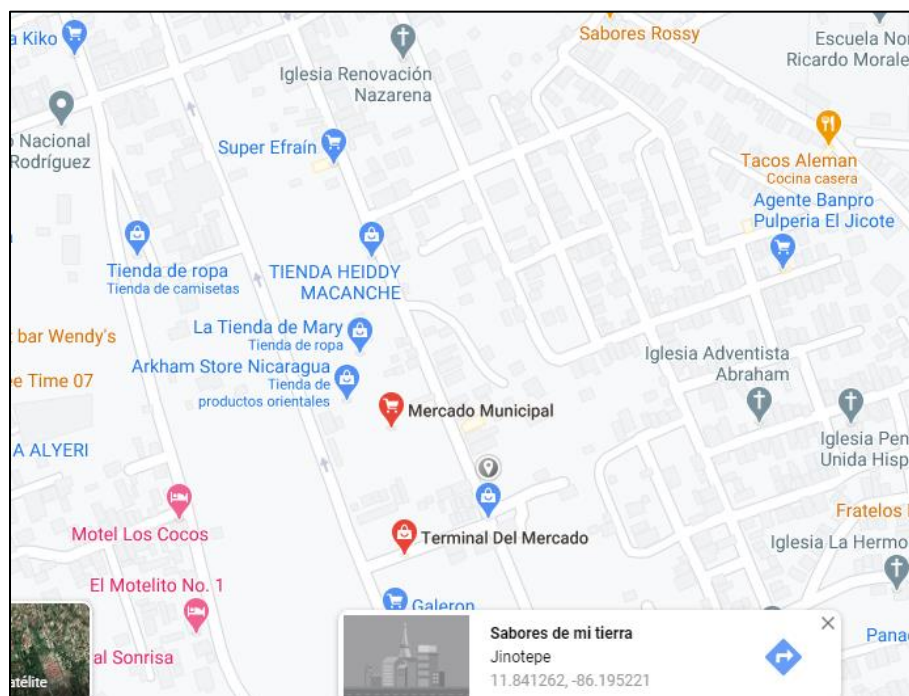 a Kiko
Sabores Rossy
Escuela Nor
Ricardo Morale
Iglesia Renovación
Nazarena
o Nacional
Rodríguez
Super Efraín
Tacos Aleman
Cocina casera
Agente Banpro
Pulperia El Jicote
Tienda de ropa
Tienda de camisetas
TIENDA HEIDDY
MACANCHE
bar Wendy's
La Tienda de Mary
Tienda de ropa
Iglesia Adventista
Abraham
Arkham Store Nicaragua
Tienda de
productos orientales
ee Time 07
Mercado Municipal
A ALYERI
Iglesia Pen
Unida Hisp
Motel Los Cocos
Terminal Del Mercado
Fratelos
Iglesia La Hermo
El Motelito No. 1
Galeron
Sabores de mi tierra
Jinotepe
11.841262, -86.195221
Pana
al Sonrisa
atélite